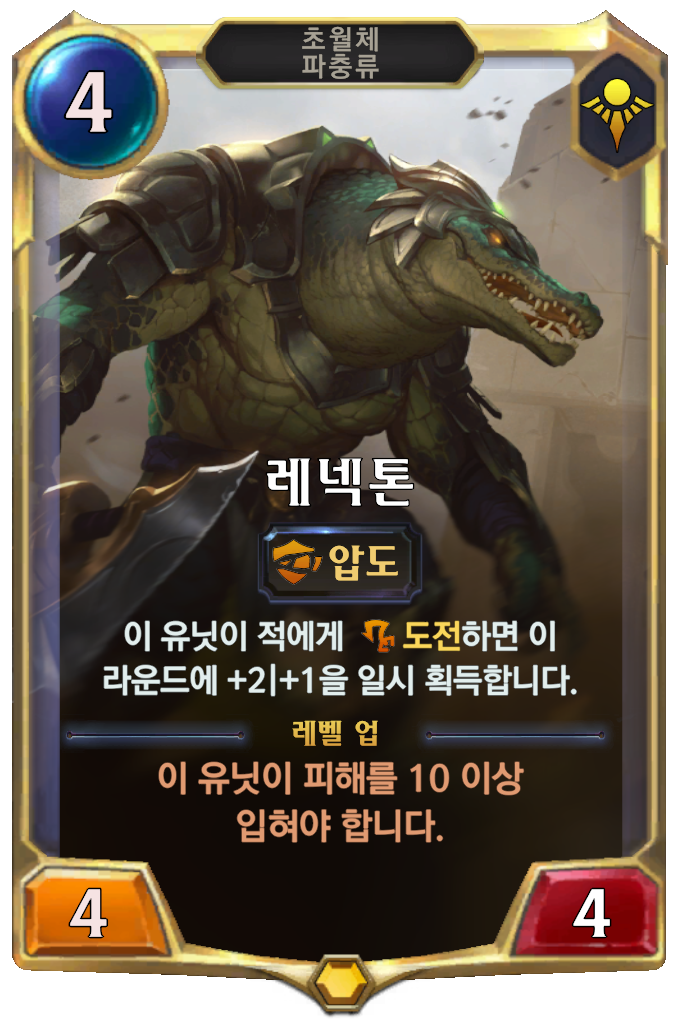 4
초월체
파충류
레넥톤
압도
이 유닛이 적에게 도전하면 이
라운드에 +2|+1을 일시 획득합니다.
레벨 업
이 유닛이 피해를 10 이상
입혀야 합니다.
4
4